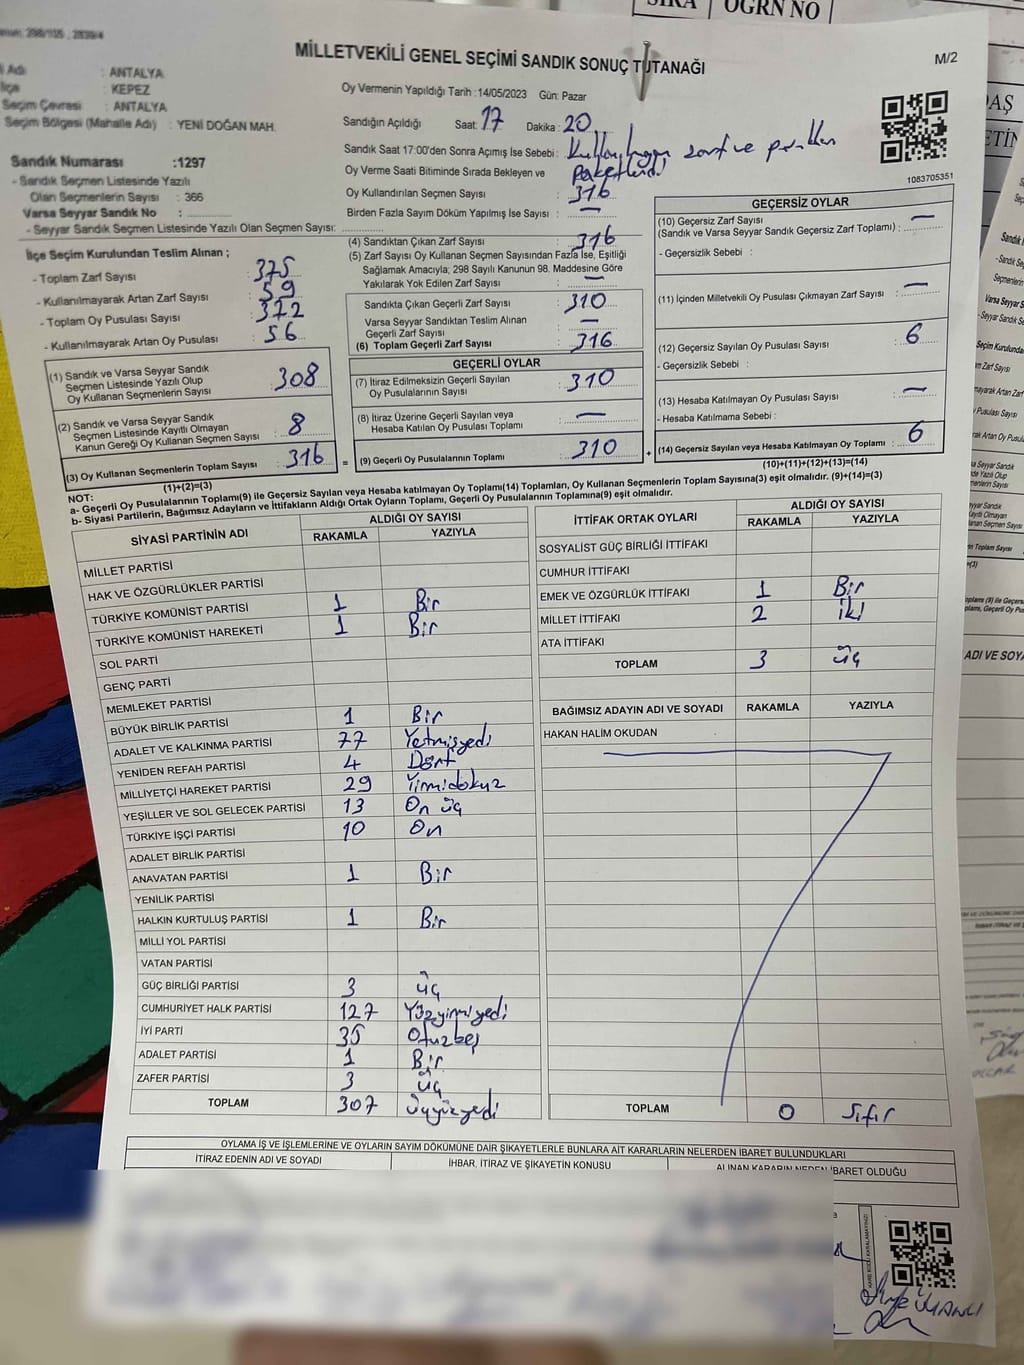 SIRA | ÖĞRN NO
MİLLETVEKİLİ GENEL SEÇİMİ SANDIK SONUÇ TUTANAĞI
M/2
: ANTALYA
: KEPEZ
Seçim Çevresi : ANTALYA
Seçim Bölgesi (Mahalle Adı) : YENİ DOĞAN MAH.
Sandık Numarası :1297
- Sandık Seçmen Listesinde Yazılı
Olan Seçmenlerin Sayısı : 366
Varsa Seyyar Sandık No :
- Seyyar Sandık Seçmen Listesinde Yazılı Olan Seçmen Sayısı:
Oy Vermenin Yapıldığı Tarih :14/05/2023 Gün: Pazar
Sandığın Açıldığı Saat: 17 Dakika: 20
Sandık Saat 17:00'den Sonra Açılmış İse Sebebi :
Oy Verme Saati Bitiminde Sırada Bekleyen ve
Oy Kullandırılan Seçmen Sayısı 316
Birden Fazla Sayım Döküm Yapılmış İse Sayısı : —
1083705351
İlçe Seçim Kurulundan Teslim Alınan ;
- Toplam Zarf Sayısı : 375
- Kullanılmayarak Artan Zarf Sayısı : 59
- Toplam Oy Pusulası Sayısı : 372
- Kullanılmayarak Artan Oy Pusulası : 56
(4) Sandıktan Çıkan Zarf Sayısı : 316
(5) Zarf Sayısı Oy Kullanan Seçmen Sayısından Fazla İse, Eşitliği
Sağlamak Amacıyla; 298 Sayılı Kanunun 98. Maddesine Göre
Yakılarak Yok Edilen Zarf Sayısı : —
Sandıkta Çıkan Geçerli Zarf Sayısı : 310
Varsa Seyyar Sandıktan Teslim Alınan
Geçerli Zarf Sayısı : —
(6) Toplam Geçerli Zarf Sayısı : 316
GEÇERSİZ OYLAR
(10) Geçersiz Zarf Sayısı
(Sandık ve Varsa Seyyar Sandık Geçersiz Zarf Toplamı) : —
- Geçersizlik Sebebi :
(11) İçinden Milletvekili Oy Pusulası Çıkmayan Zarf Sayısı : —
(12) Geçersiz Sayılan Oy Pusulası Sayısı : 6
- Geçersizlik Sebebi :
(13) Hesaba Katılmayan Oy Pusulası Sayısı : —
- Hesaba Katılmama Sebebi :
(14) Geçersiz Sayılan veya Hesaba Katılmayan Oy Toplamı : 6
(10)+(11)+(12)+(13)=(14)
(1) Sandık ve Varsa Seyyar Sandık
Seçmen Listesinde Yazılı Olup
Oy Kullanan Seçmenlerin Sayısı : 308
(2) Sandık ve Varsa Seyyar Sandık
Seçmen Listesinde Kayıtlı Olmayan
Kanun Gereği Oy Kullanan Seçmen Sayısı : 8
(3) Oy Kullanan Seçmenlerin Toplam Sayısı : 316 =
(1)+(2)=(3)
GEÇERLİ OYLAR
(7) İtiraz Edilmeksizin Geçerli Sayılan
Oy Pusulalarının Sayısı : 310
(8) İtiraz Üzerine Geçerli Sayılan veya
Hesaba Katılan Oy Pusulası Toplamı : —
(9) Geçerli Oy Pusulalarının Toplamı : 310 +
NOT:
a- Geçerli Oy Pusulalarının Toplamı(9) ile Geçersiz Sayılan veya Hesaba katılmayan Oy Toplamı(14) Toplamları, Oy Kullanan Seçmenlerin Toplam Sayısına(3) eşit olmalıdır. (9)+(14)=(3)
b- Siyasi Partilerin, Bağımsız Adayların ve İttifakların Aldığı Ortak Oyların Toplamı, Geçerli Oy Pusulalarının Toplamına(9) eşit olmalıdır.
SİYASİ PARTİNİN ADI ALDIĞI OY SAYISI
RAKAMLA YAZIYLA
MİLLET PARTİSİ
HAK VE ÖZGÜRLÜKLER PARTİSİ
TÜRKİYE KOMÜNİST PARTİSİ 1 Bir
TÜRKİYE KOMÜNİST HAREKETİ 1 Bir
SOL PARTİ
GENÇ PARTİ
MEMLEKET PARTİSİ
BÜYÜK BİRLİK PARTİSİ 1 Bir
ADALET VE KALKINMA PARTİSİ 77 Yetmişyedi
YENİDEN REFAH PARTİSİ 4 Dört
MİLLİYETÇİ HAREKET PARTİSİ 29 Yirmidokuz
YEŞİLLER VE SOL GELECEK PARTİSİ 13 On üç
TÜRKİYE İŞÇİ PARTİSİ 10 On
ADALET BİRLİK PARTİSİ
ANAVATAN PARTİSİ 1 Bir
YENİLİK PARTİSİ
HALKIN KURTULUŞ PARTİSİ 1 Bir
MİLLİ YOL PARTİSİ
VATAN PARTİSİ
GÜÇ BİRLİĞİ PARTİSİ 3 üç
CUMHURİYET HALK PARTİSİ 127 Yüzyirmiyedi
İYİ PARTİ 35 Otuzbeş
ADALET PARTİSİ 1 Bir
ZAFER PARTİSİ 3 üç
TOPLAM 307 üçyüzyedi
İTTİFAK ORTAK OYLARI ALDIĞI OY SAYISI
RAKAMLA YAZIYLA
SOSYALİST GÜÇ BİRLİĞİ İTTİFAKI
CUMHUR İTTİFAKI
EMEK VE ÖZGÜRLÜK İTTİFAKI 1 Bir
MİLLET İTTİFAKI 2 iki
ATA İTTİFAKI
TOPLAM 3 üç
BAĞIMSIZ ADAYIN ADI VE SOYADI RAKAMLA YAZIYLA
HAKAN HALİM OKUDAN
TOPLAM 0 Sıfır
OYLAMA İŞ VE İŞLEMLERİNE VE OYLARIN SAYIM DÖKÜMÜNE DAİR ŞİKAYETLERLE BUNLARA AİT KARARLARIN NELERDEN İBARET BULUNDUKLARI
İTİRAZ EDENİN ADI VE SOYADI İHBAR, İTİRAZ VE ŞİKAYETİN KONUSU ALINAN KARARIN NEDEN İBARET OLDUĞU